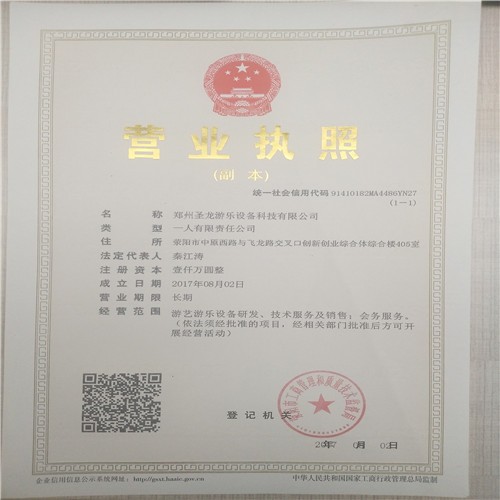 营业执照
(副 本)
统一社会信用代码 91410182MA4486YN27
(1-1)
名 称 郑州圣龙游乐设备科技有限公司
类 型 一人有限责任公司
住 所 荥阳市中原西路与飞龙路交叉口创新创业综合体综合楼405室
法定代表人 秦江涛
注册资本 壹仟万圆整
成立日期 2017年08月02日
营业期限 长期
经营范围 游艺游乐设备研发、技术服务及销售；会务服务。
（依法须经批准的项目，经相关部门批准后方可开
展经营活动）
登记机关
2017年 08月 02日
企业信用信息公示系统网址：
中华人民共和国国家工商行政管理总局监制